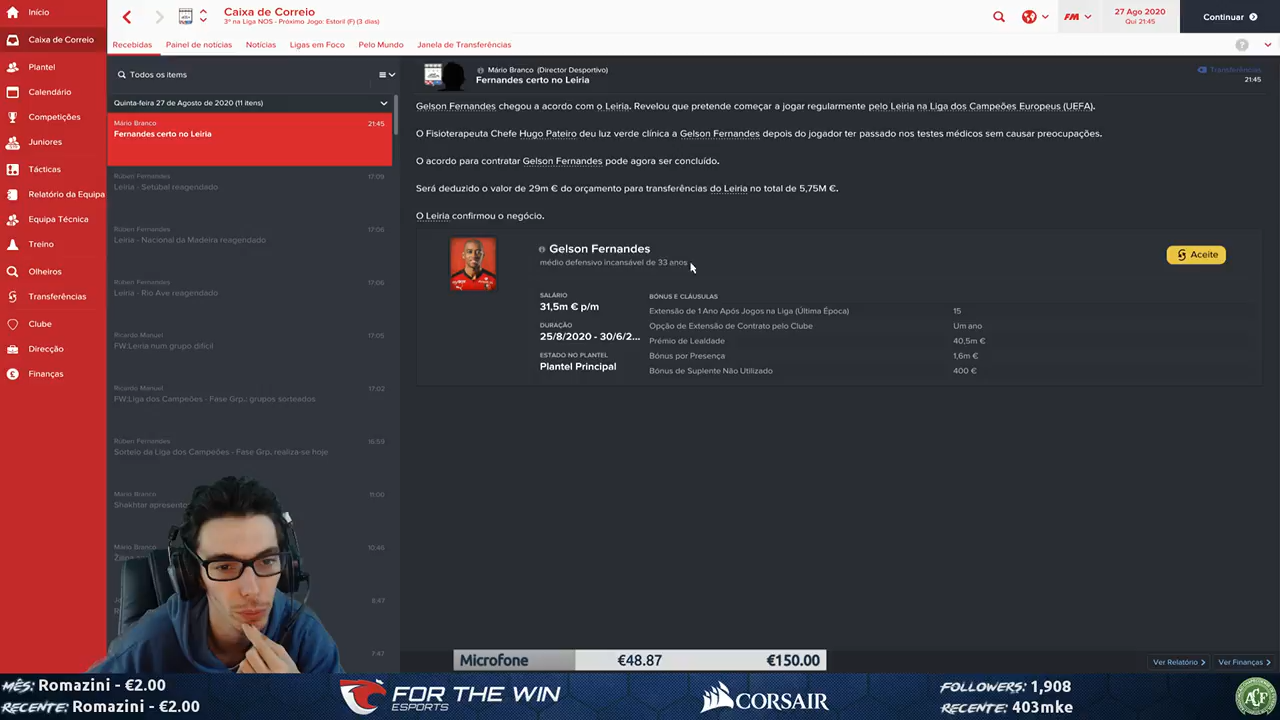 Início
Caixa de Correio
Plantel
Calendário
Competições
Juniores
Tácticas
Relatório da Equipa
Equipa Técnica
Treino
Olheiros
Transferências
Clube
Direcção
Finanças
Caixa de Correio
3º na Liga NOS - Próximo Jogo: Estoril (F) (3 dias)
FM
27 Ago 2020
Qui 21:45
Continuar
Recebidas
Painel de notícias
Notícias
Ligas em Foco
Pelo Mundo
Janela de Transferências
?
Todos os items
Quinta-feira 27 de Agosto de 2020 (11 itens)
Mário Branco 21:45
Fernandes certo no Leiria
Rúben Fernandes 17:09
Leiria - Setúbal reagendado
Rúben Fernandes 17:06
Leiria - Nacional da Madeira reagendado
Rúben Fernandes 17:06
Leiria - Rio Ave reagendado
Ricardo Manuel 17:05
FW:Leiria num grupo difícil
Ricardo Manuel 17:02
FW:Liga dos Campeões - Fase Grp.: grupos sorteados
Rúben Fernandes 16:59
Sorteio da Liga dos Campeões - Fase Grp. realiza-se hoje
Mário Branco 11:00
Shakhtar apresento
Mário Branco 10:46
8:47
7:47
Mário Branco (Director Desportivo)
Fernandes certo no Leiria
Transferências
21:45
Gelson Fernandes chegou a acordo com o Leiria. Revelou que pretende começar a jogar regularmente pelo Leiria na Liga dos Campeões Europeus (UEFA).
O Fisioterapeuta Chefe Hugo Pateiro deu luz verde clínica a Gelson Fernandes depois do jogador ter passado nos testes médicos sem causar preocupações.
O acordo para contratar Gelson Fernandes pode agora ser concluído.
Será deduzido o valor de 29m € do orçamento para transferências do Leiria no total de 5,75M €.
O Leiria confirmou o negócio.
Gelson Fernandes
médio defensivo incansável de 33 anos
Aceite
SALÁRIO
31,5m € p/m
DURAÇÃO
25/8/2020 - 30/6/2...
ESTADO NO PLANTEL
Plantel Principal
BÓNUS E CLÁUSULAS
Extensão de 1 Ano Após Jogos na Liga (Última Época) 15
Opção de Extensão de Contrato pelo Clube Um ano
Prémio de Lealdade 40,5m €
Bónus por Presença 1,6m €
Bónus de Suplente Não Utilizado 400 €
Ver Relatório
Ver Finanças
Microfone €48.87 €150.00
MÊS: Romazini - €2.00
RECENTE: Romazini - €2.00
FOR THE WIN
ESPORTS
CORSAIR
FOLLOWERS: 1,908
RECENTE: 403mke